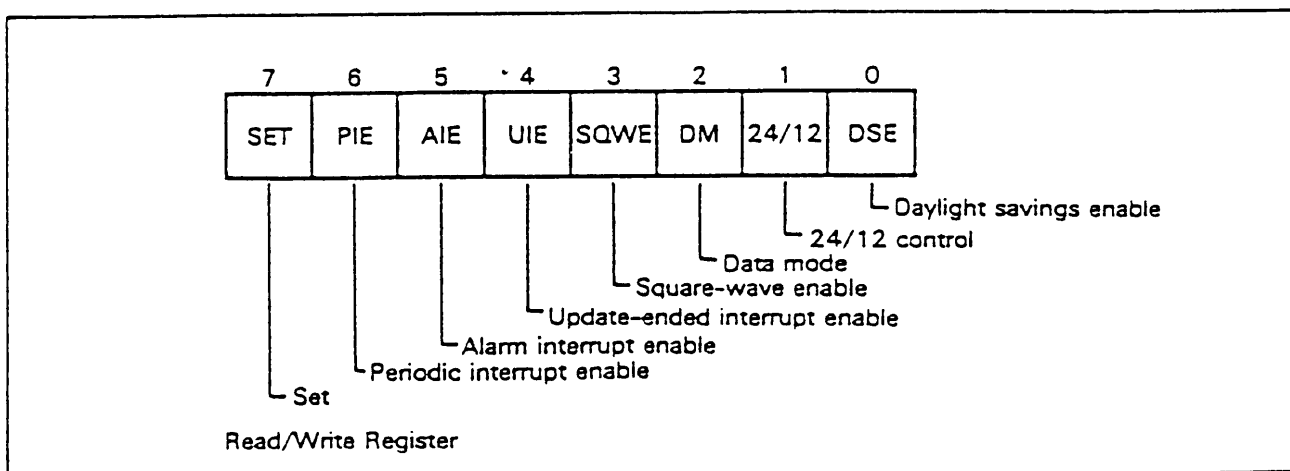 7 6 5 4 3 2 1 0
SET PIE AIE UIE SQWE DM 24/12 DSE
Daylight savings enable
24/12 control
Data mode
Square-wave enable
Update-ended interrupt enable
Alarm interrupt enable
Periodic interrupt enable
Set
Read/Write Register